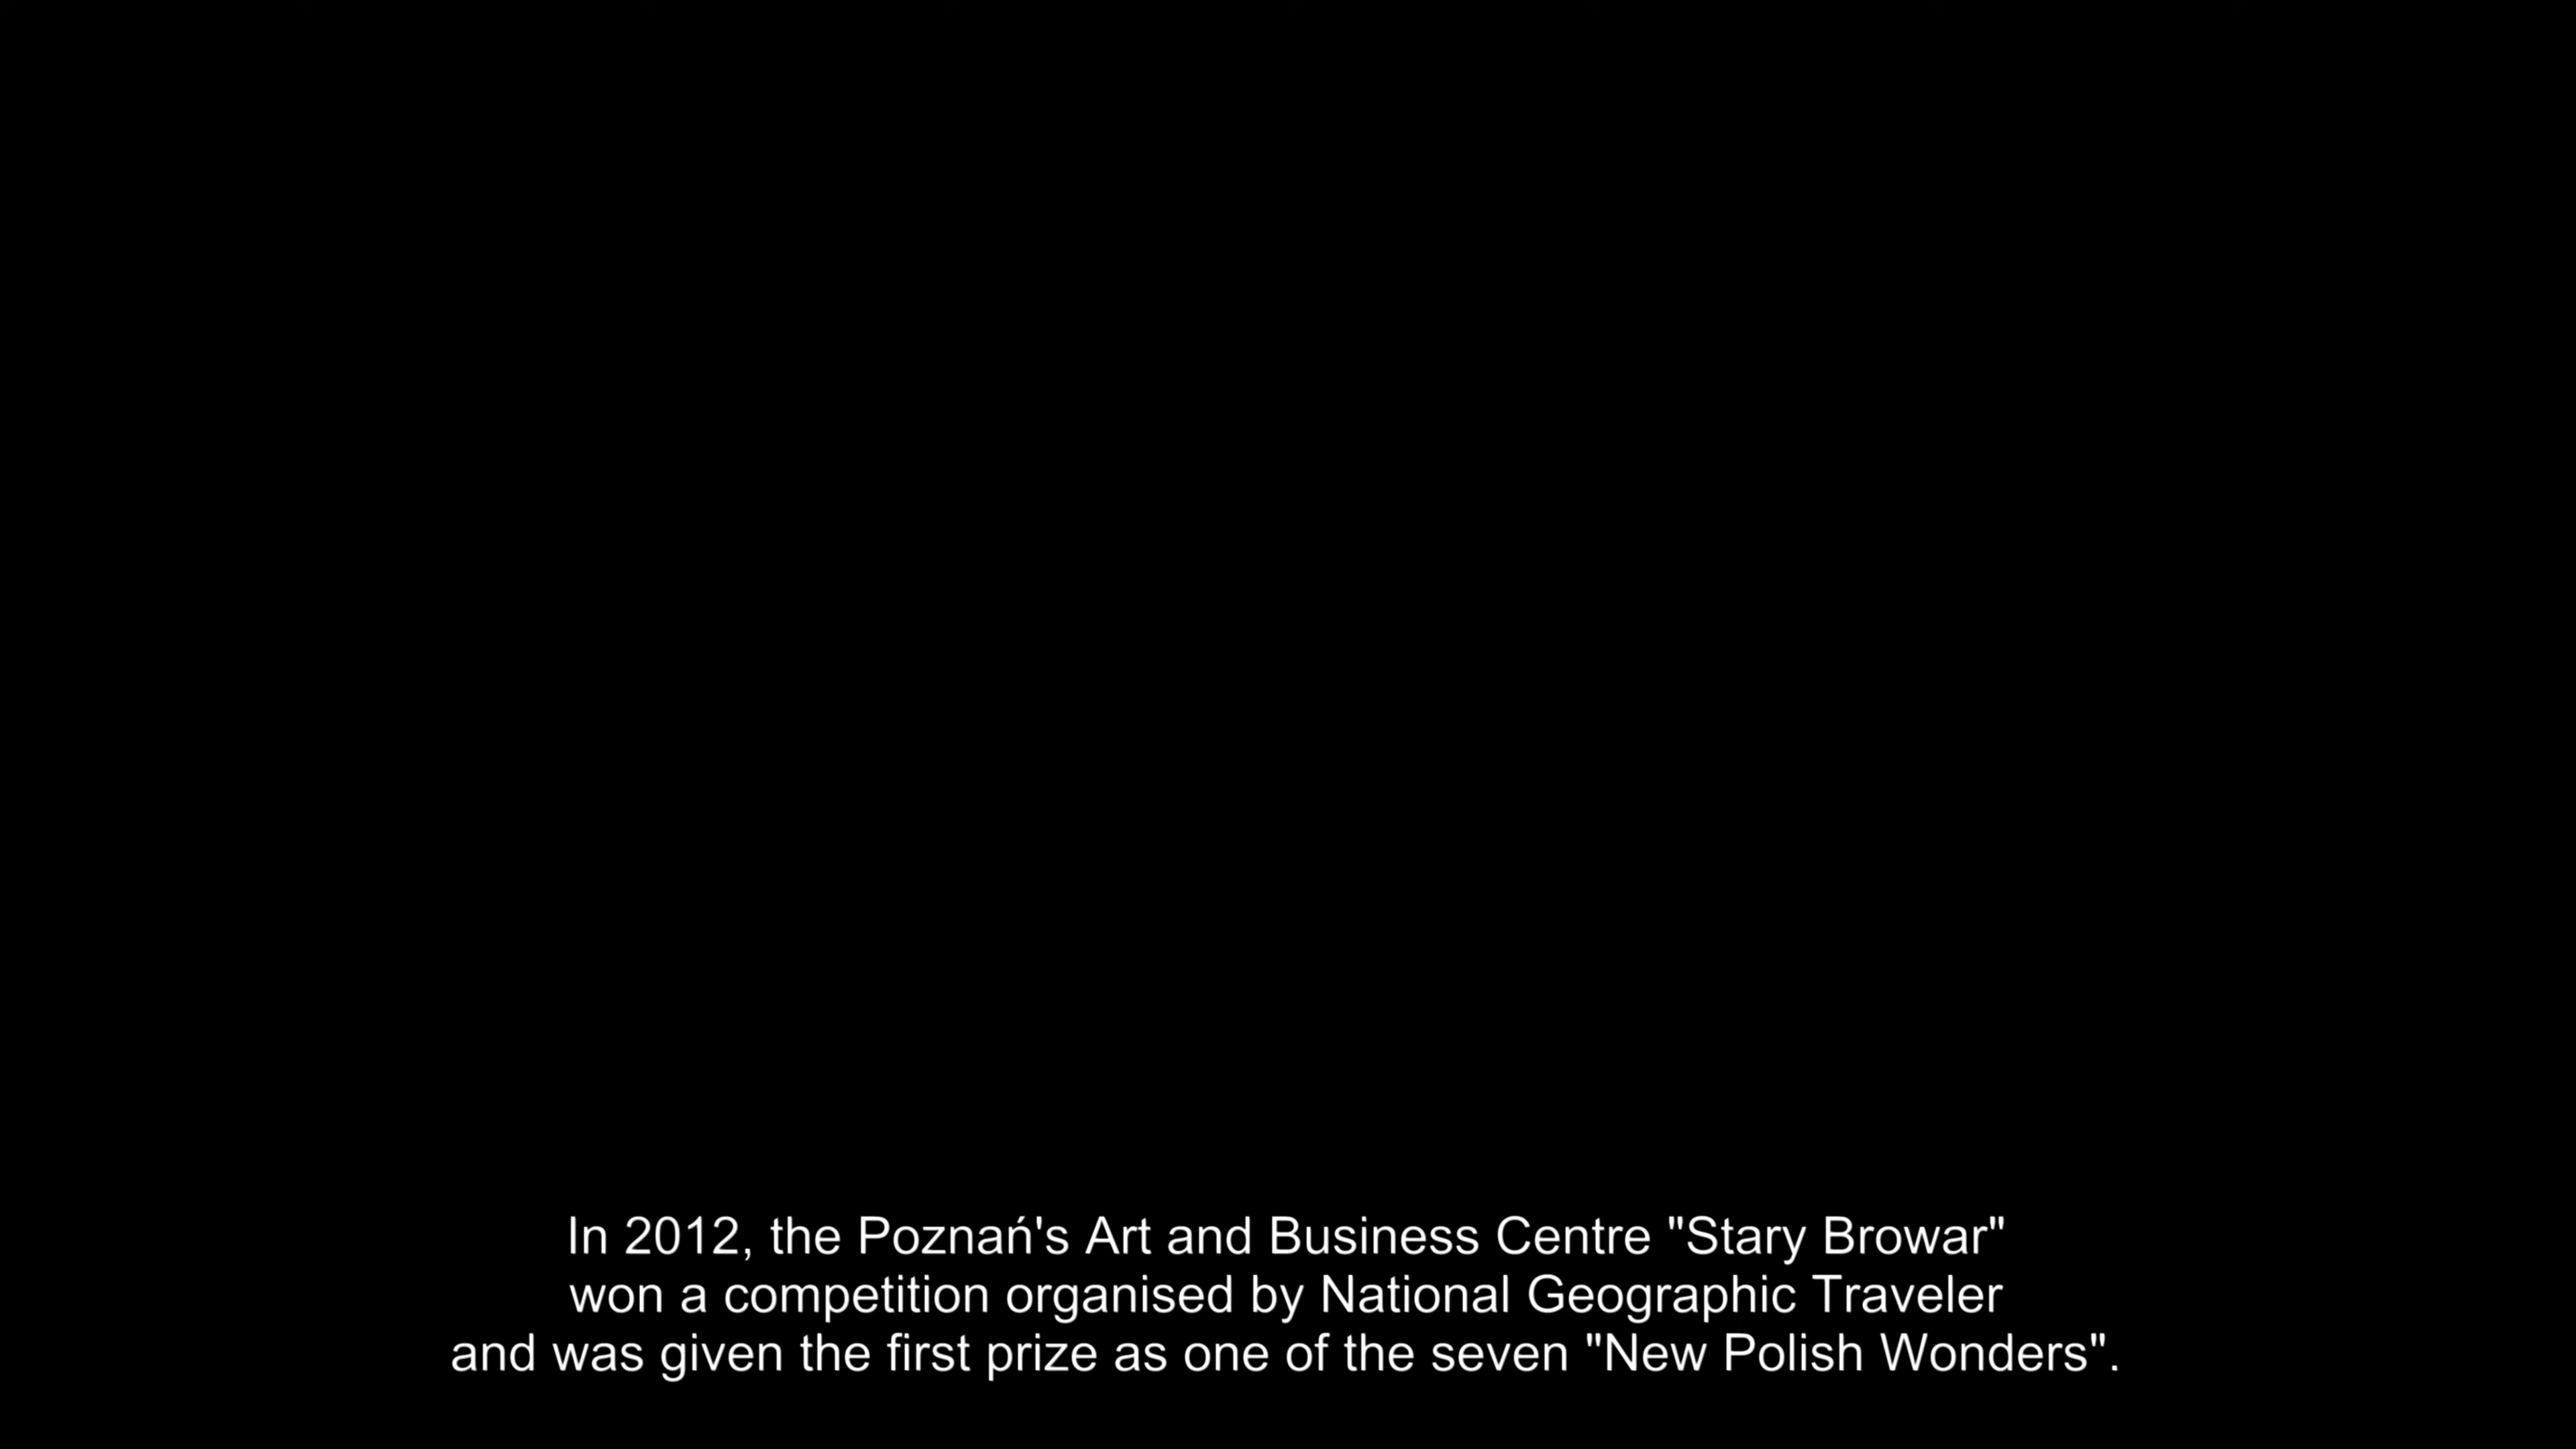 In 2012, the Poznań's Art and Business Centre "Stary Browar"
won a competition organised by National Geographic Traveler
and was given the first prize as one of the seven "New Polish Wonders".